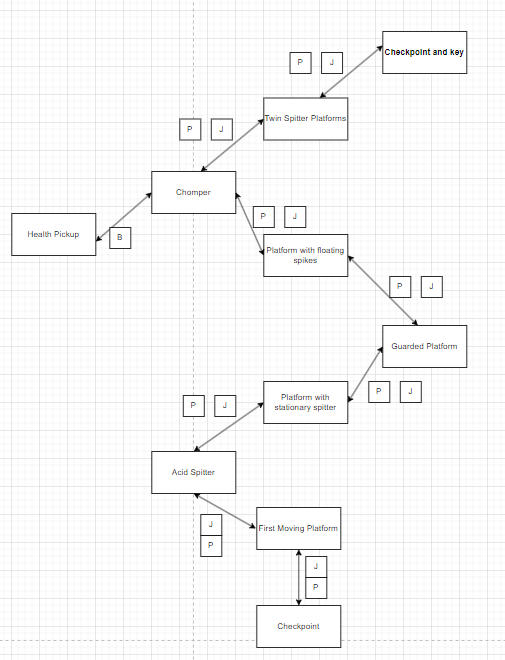 Checkpoint and key
P J
Twin Spitter Platforms
P J
Chomper
P J
Health Pickup
B
Platform with floating
spikes
P J
Guarded Platform
P J
Platform with
stationary spitter
P J
Acid Spitter
First Moving Platform
J
P
J
P
Checkpoint